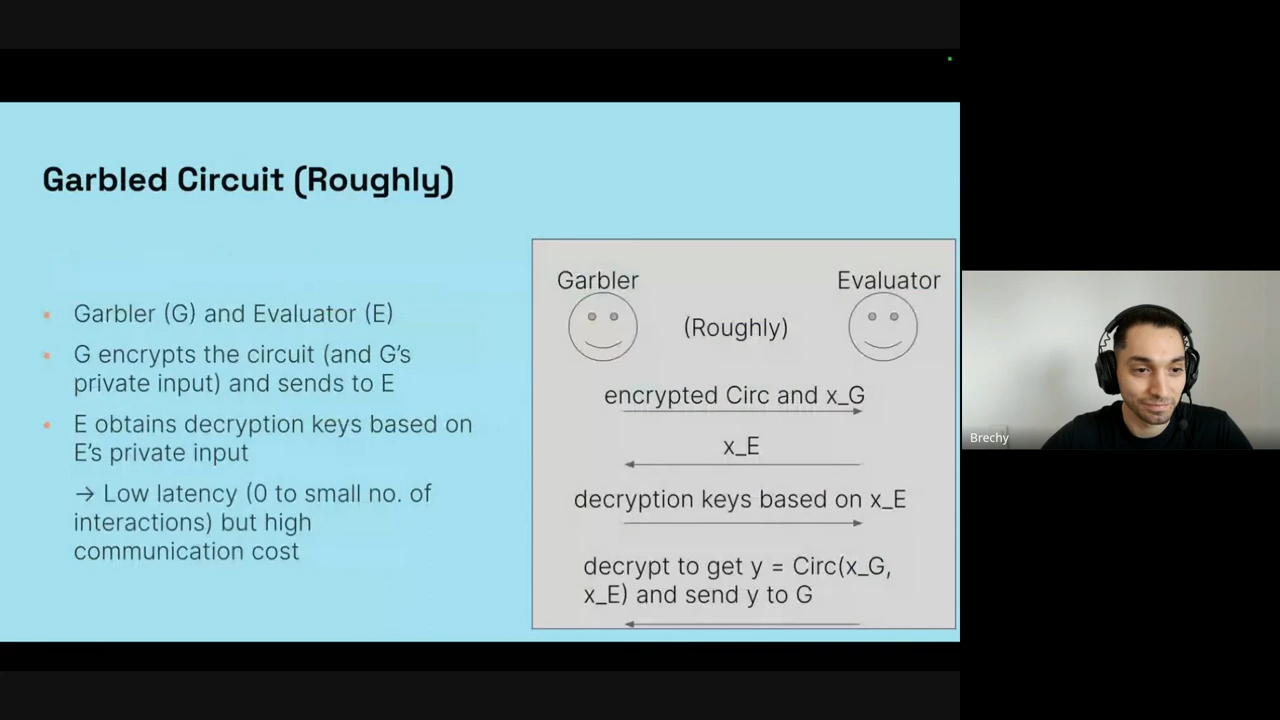 Garbled Circuit (Roughly)
Garbler (G) and Evaluator (E)
G encrypts the circuit (and G's
private input) and sends to E
E obtains decryption keys based on
E's private input
→ Low latency (0 to small no. of
interactions) but high
communication cost
Garbler
Evaluator
(Roughly)
encrypted Circ and x_G
x_E
decryption keys based on x_E
decrypt to get y = Circ(x_G,
x_E) and send y to G
Brechy